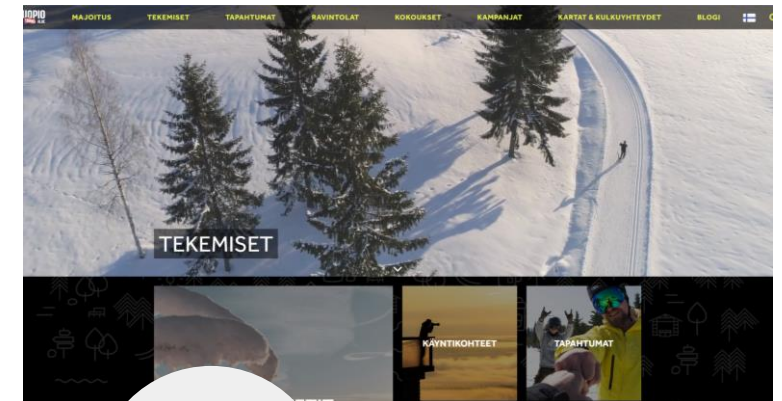 MAJOITUS TEKEMISET TAPAHTUMAT RAVINTOLAT KOKOUKSET KAMPANJAT KARTAT & KULKUYHTEYDET BLOGI
TEKEMISET
KÄYNTIKOHTEET TAPAHTUMAT